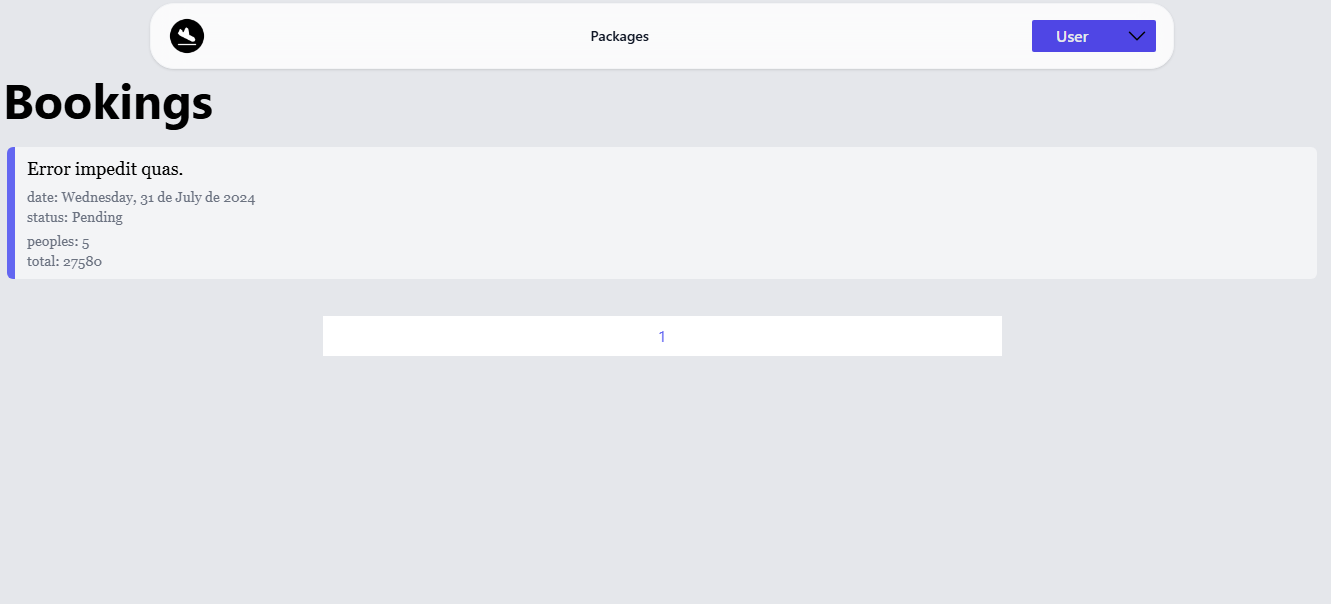 Packages
User
Bookings
Error impedit quas.
date: Wednesday, 31 de July de 2024
status: Pending
peoples: 5
total: 27580
1